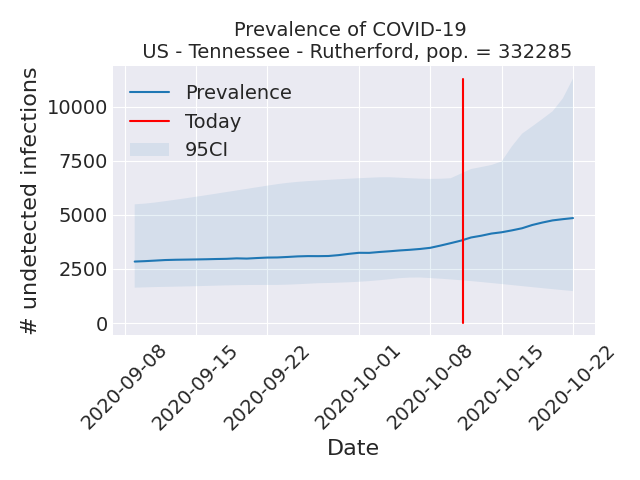 Prevalence of COVID-19
US - Tennessee - Rutherford, pop. = 332285
# undetected infections
10000
7500
5000
2500
0
Prevalence
Today
95CI
2020-09-08
2020-09-15
2020-09-22
2020-10-01
2020-10-08
2020-10-15
2020-10-22
Date